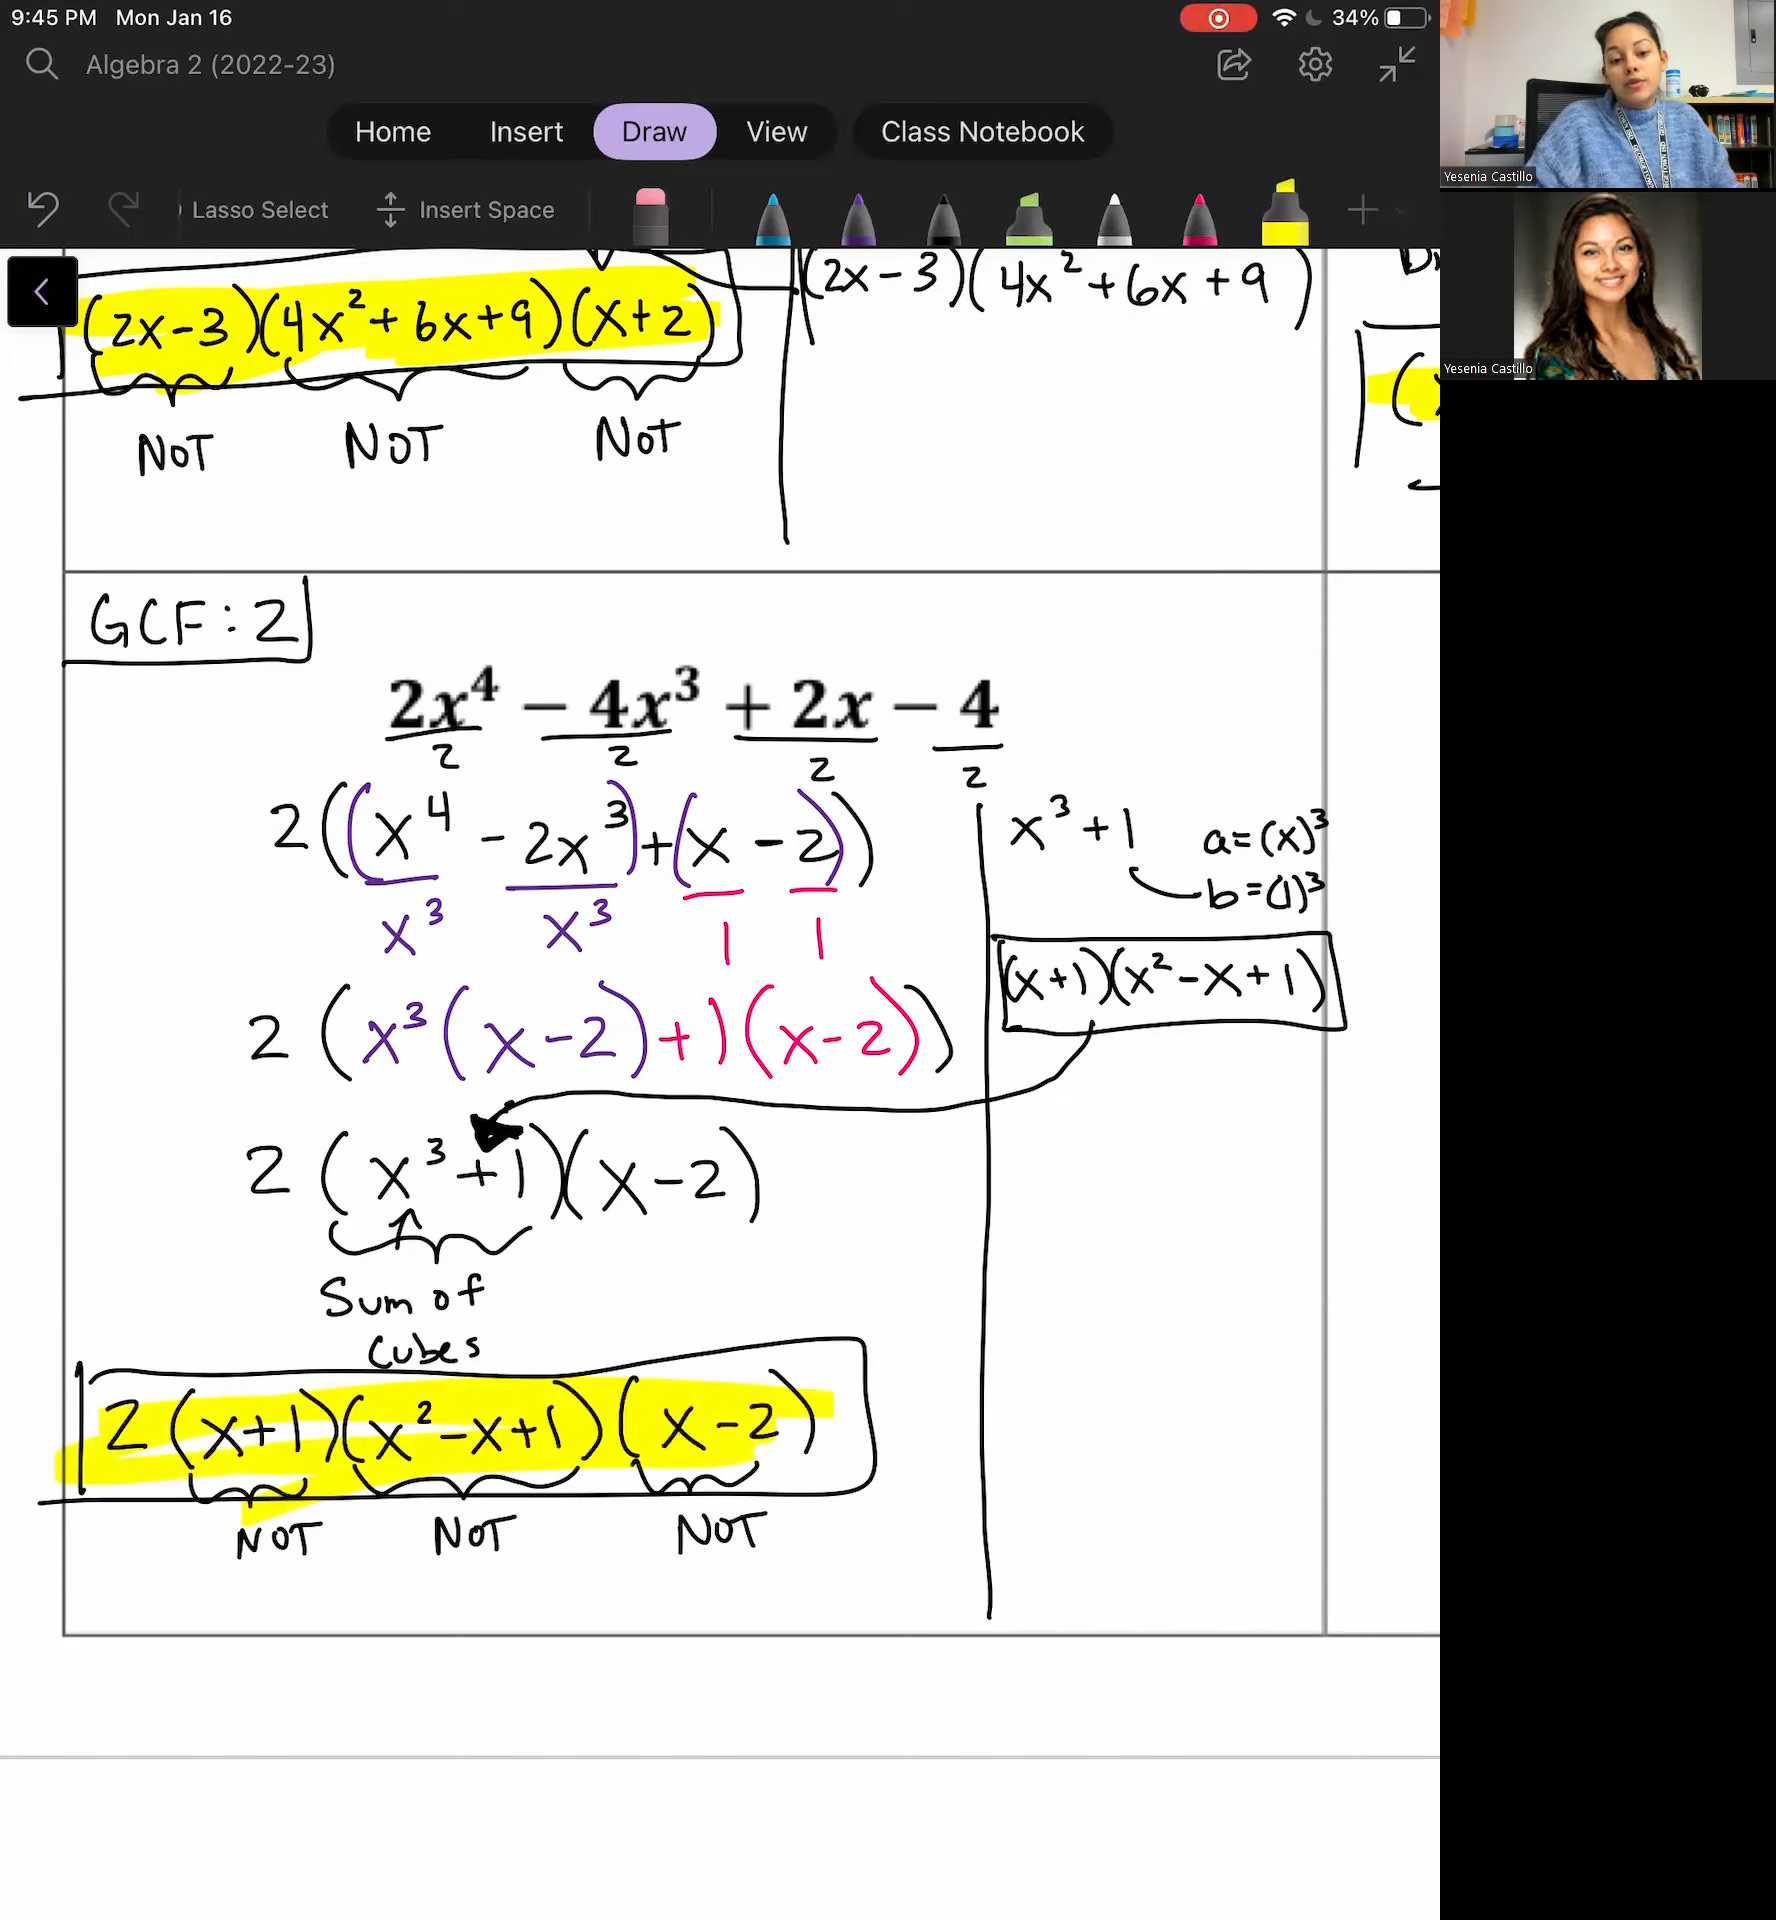 9:45 PM Mon Jan 16
34%
Algebra 2 (2022-23)
Home Insert Draw View Class Notebook
Lasso Select Insert Space
Yesenia Castillo
Yesenia Castillo
(2x-3)(4x²+6x+9)(x+2)
NOT NOT NOT
(2x-3)(4x²+6x+9)
GCF: 2
2x⁴ − 4x³ + 2x − 4
2 2 2 2
2((x⁴ - 2x³)+(x - 2))
x³ x³ 1 1
2 (x³(x-2)+1(x-2))
2 (x³+1)(x-2)
Sum of
Cubes
2(x+1)(x²-x+1)(x-2)
NOT NOT NOT
x³+1
a=(x)³
b=(1)³
(x+1)(x²-x+1)